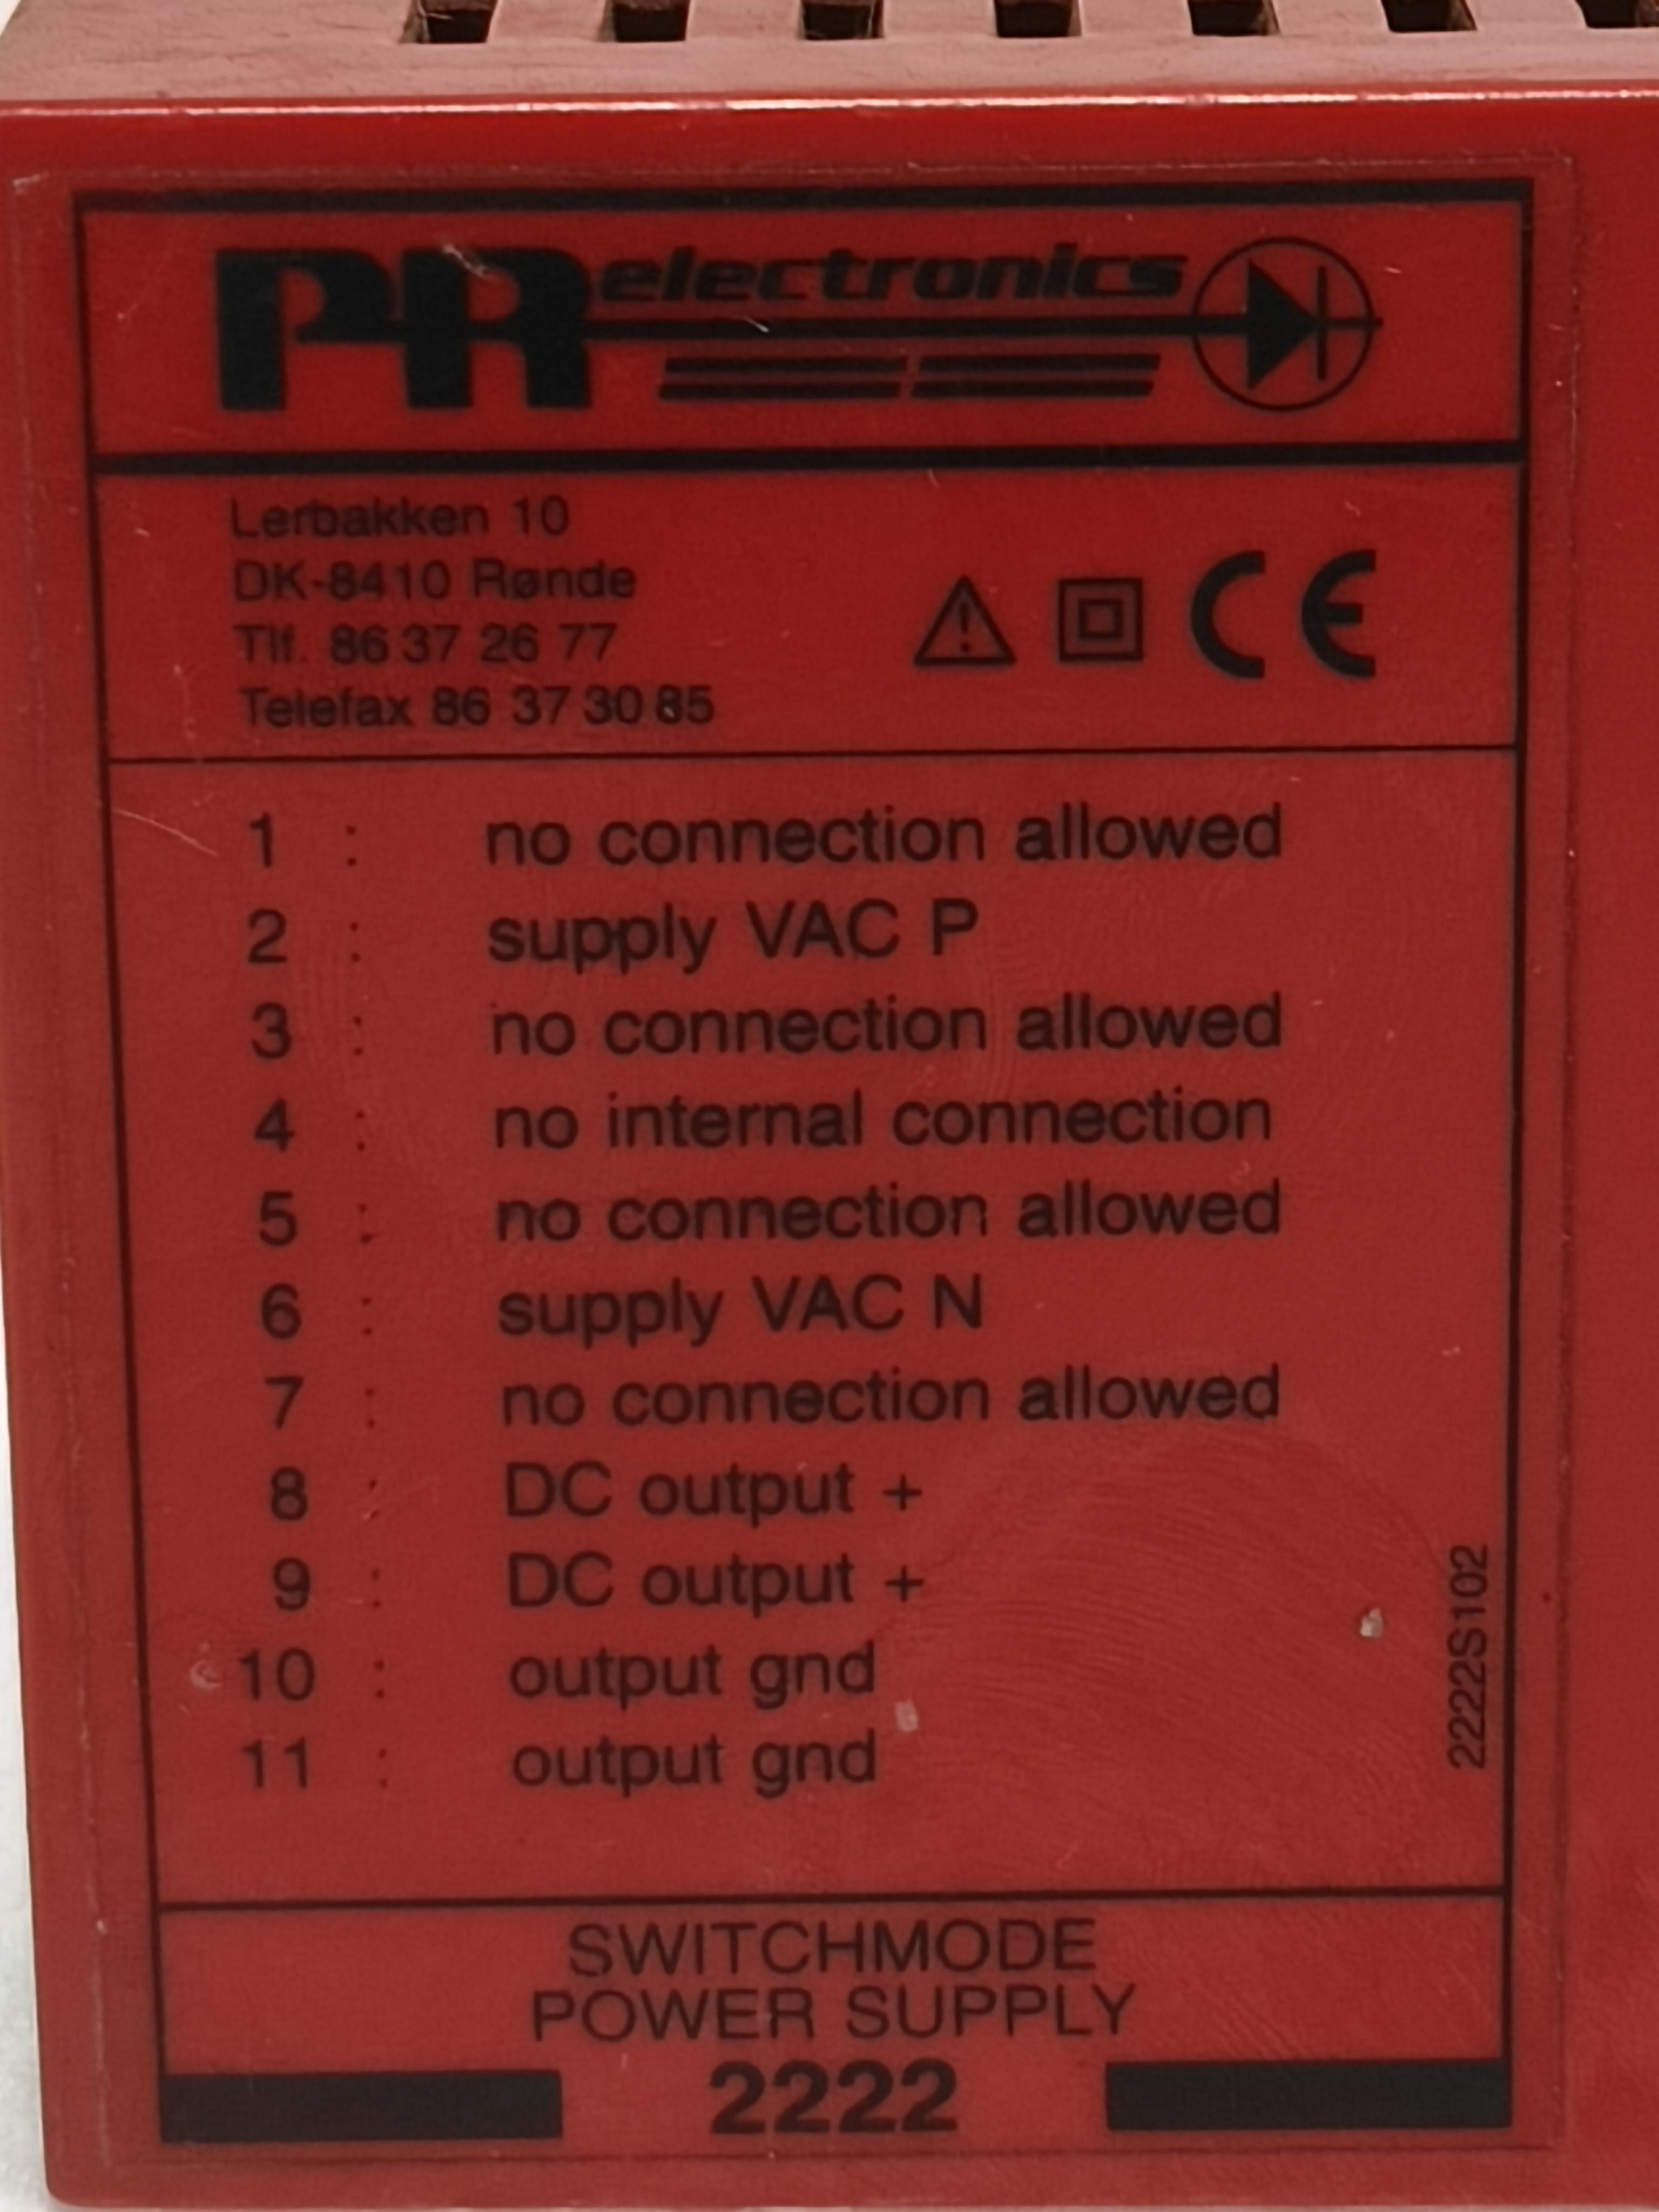 PR electronics
Lerbakken 10
DK-8410 Rønde
Tlf. 86 37 26 77
Telefax 86 37 30 85
CE
1 : no connection allowed
2 : supply VAC P
3 : no connection allowed
4 : no internal connection
5 : no connection allowed
6 : supply VAC N
7 : no connection allowed
8 : DC output +
9 : DC output +
10 : output gnd
11 : output gnd
2222S102
SWITCHMODE
POWER SUPPLY
2222